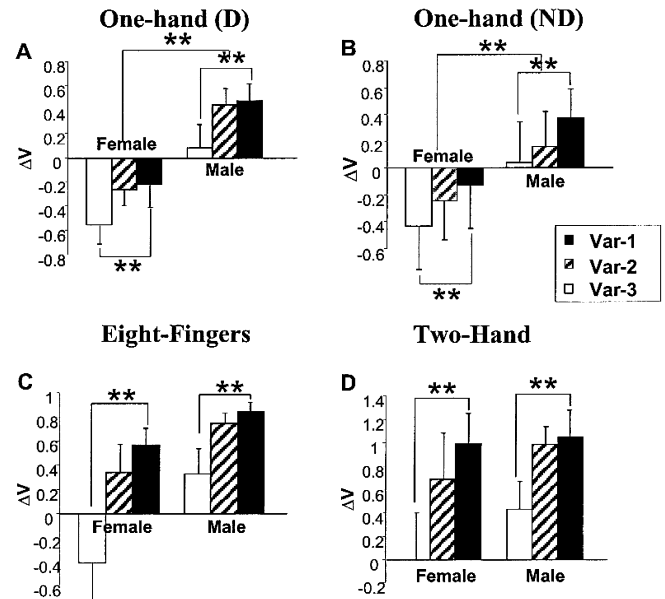 One-hand (D)
One-hand (ND)
A
**
**
0.8
0.6
0.4
0.2
0
-0.2
-0.4
-0.6
-0.8
ΔV
Female
Male
**
B
**
**
0.8
0.6
0.4
0.2
0
-0.2
-0.4
-0.6
ΔV
Female
Male
**
Var-1
Var-2
Var-3
Eight-Fingers
Two-Hand
C
**
**
1
0.8
0.6
0.4
0.2
0
-0.2
-0.4
-0.6
ΔV
Female
Male
D
**
**
1.4
1.2
1
0.8
0.6
0.4
0.2
0
-0.2
ΔV
Female
Male